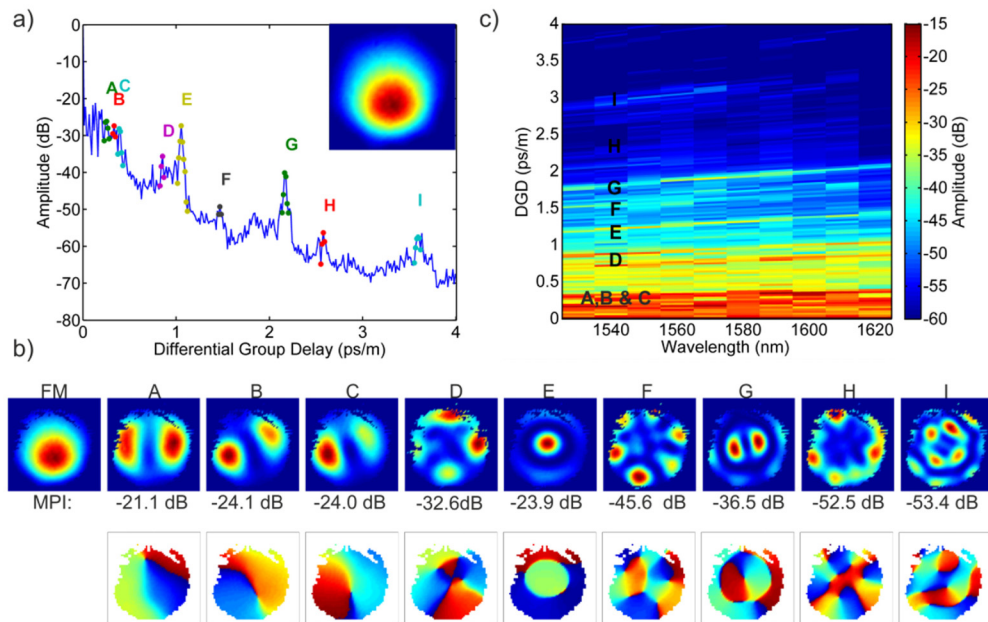 a)
0
-10
-20
-30
-40
-50
-60
-70
-80
Amplitude (dB)
A
B
C
D
E
F
G
H
I
0 1 2 3 4
Differential Group Delay (ps/m)
c)
4
3.5
3
2.5
2
1.5
1
0.5
0
DGD (ps/m)
I
H
G
F
E
D
A,B & C
1540 1560 1580 1600 1620
Wavelength (nm)
-15
-20
-25
-30
-35
-40
-45
-50
-55
-60
Amplitude (dB)
b)
FM A B C D E F G H I
MPI: -21.1 dB -24.1 dB -24.0 dB -32.6dB -23.9 dB -45.6 dB -36.5 dB -52.5 dB -53.4 dB